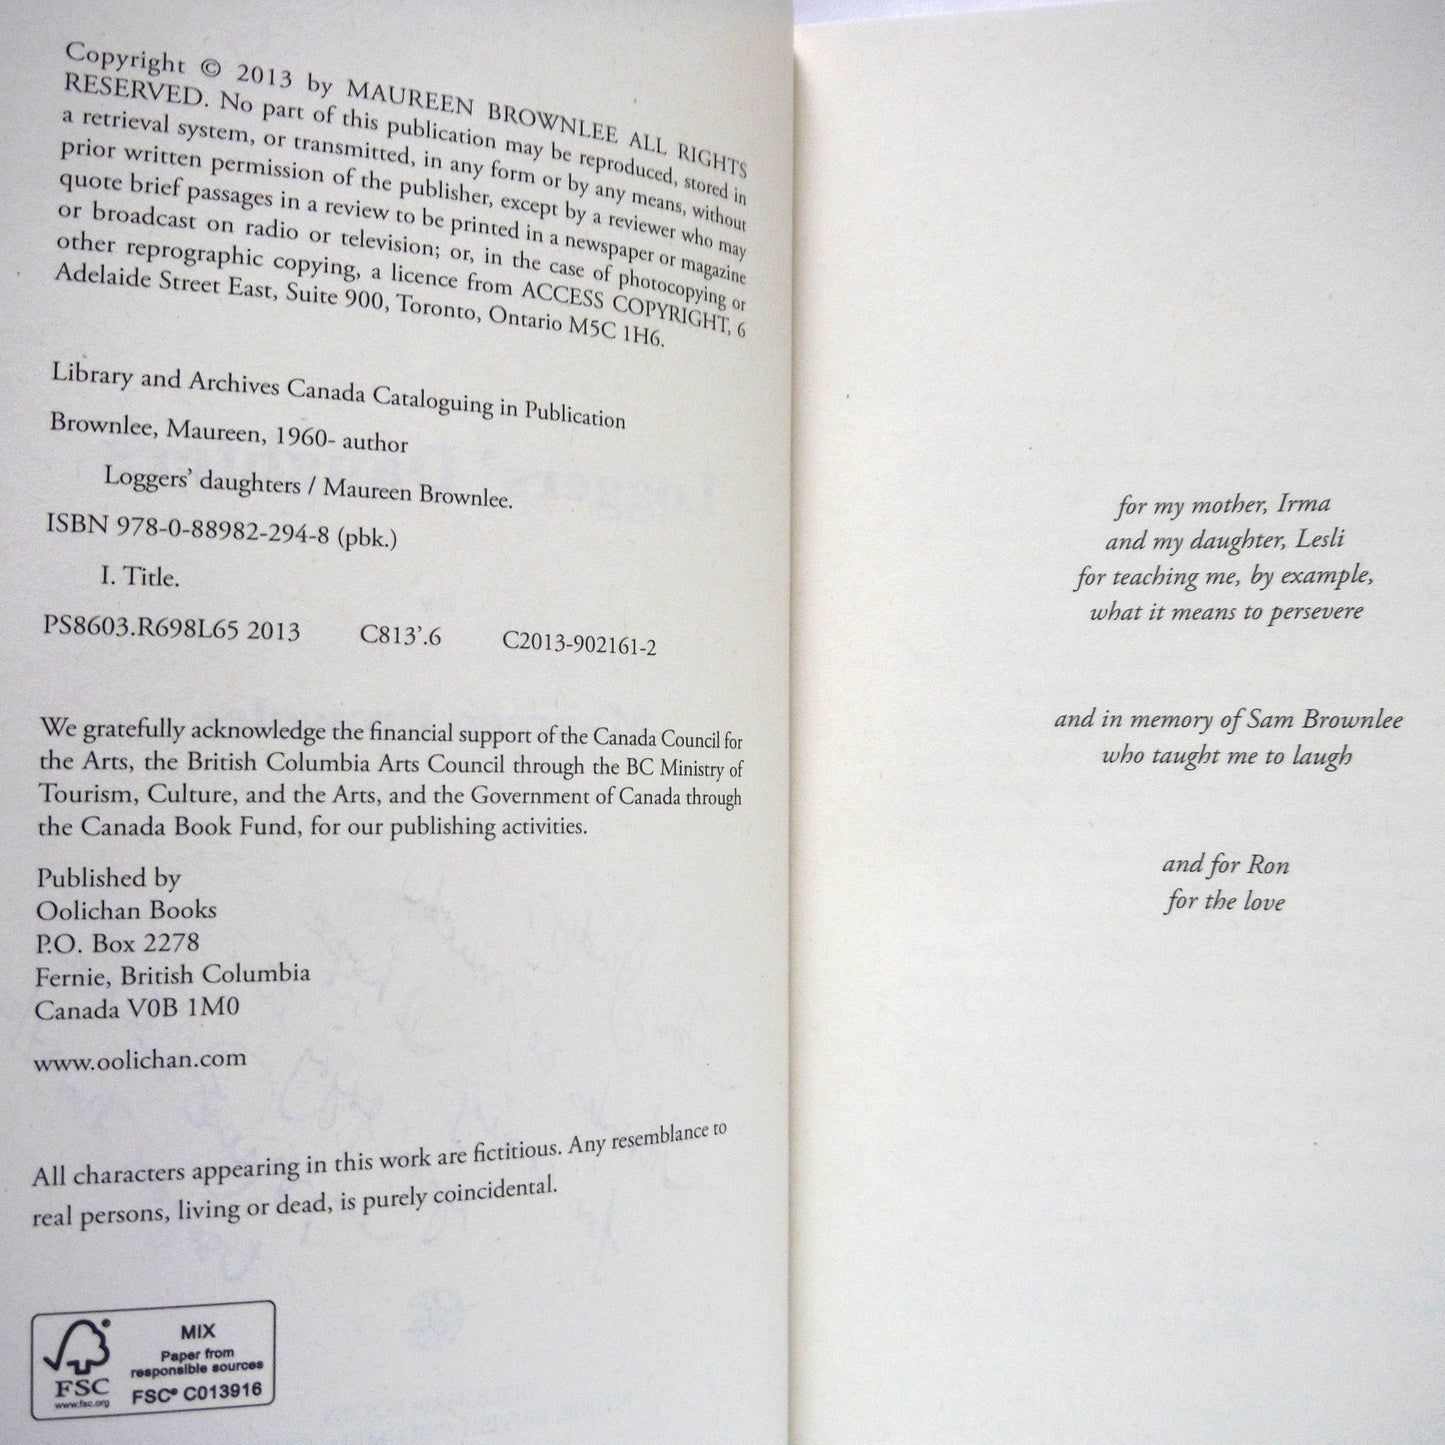 Copyright © 2013 by MAUREEN BROWNLEE ALL RIGHTS
RESERVED. No part of this publication may be reproduced, stored in
a retrieval system, or transmitted, in any form or by any means, without
prior written permission of the publisher, except by a reviewer who may
quote brief passages in a review to be printed in a newspaper or magazine
or broadcast on radio or television; or, in the case of photocopying or
other reprographic copying, a licence from ACCESS COPYRIGHT, 6
Adelaide Street East, Suite 900, Toronto, Ontario M5C 1H6.
Library and Archives Canada Cataloguing in Publication
Brownlee, Maureen, 1960- author
Loggers’ daughters / Maureen Brownlee.
ISBN 978-0-88982-294-8 (pbk.)
I. Title.
PS8603.R698L65 2013 C813’.6 C2013-902161-2
We gratefully acknowledge the financial support of the Canada Council for
the Arts, the British Columbia Arts Council through the BC Ministry of
Tourism, Culture, and the Arts, and the Government of Canada through
the Canada Book Fund, for our publishing activities.
Published by
Oolichan Books
P.O. Box 2278
Fernie, British Columbia
Canada V0B 1M0
www.oolichan.com
All characters appearing in this work are fictitious. Any resemblance to
real persons, living or dead, is purely coincidental.
FSC
www.fsc.org
MIX
Paper from
responsible sources
FSC® C013916
for my mother, Irma
and my daughter, Lesli
for teaching me, by example,
what it means to persevere
and in memory of Sam Brownlee
who taught me to laugh
and for Ron
for the love